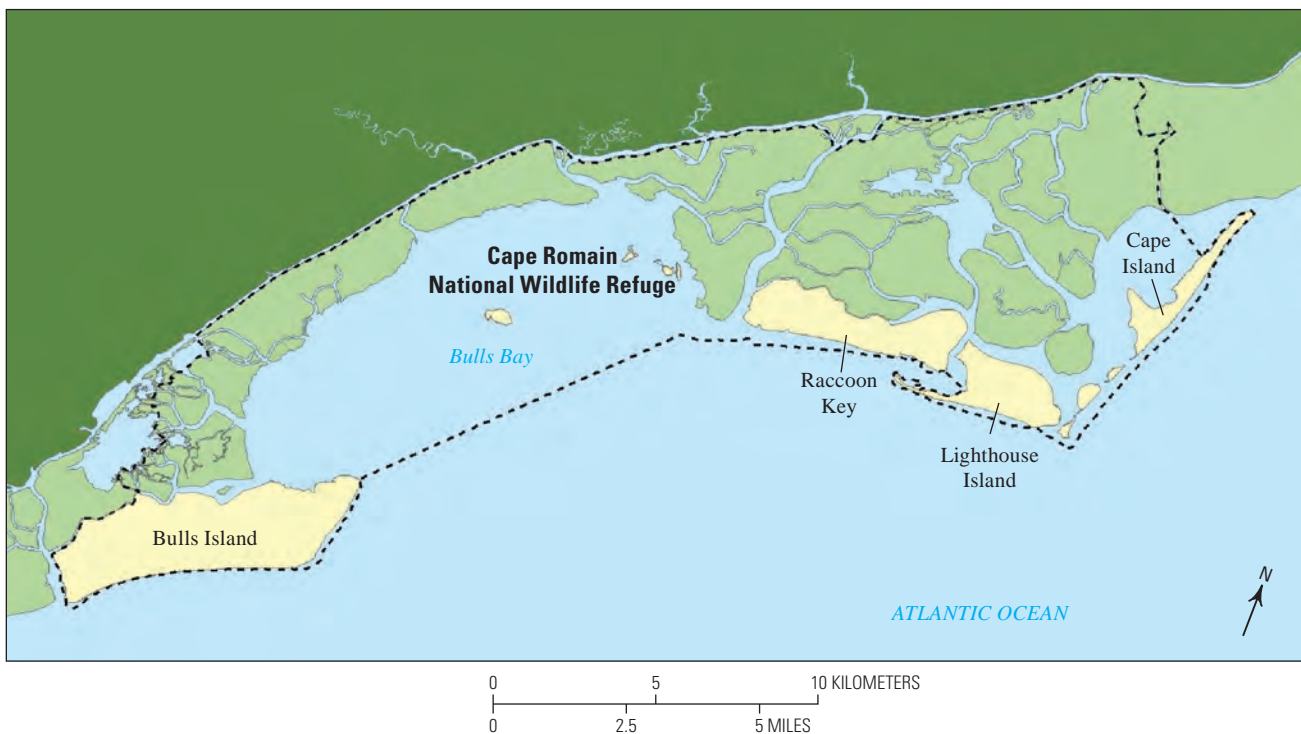 Cape Romain
National Wildlife Refuge
Cape
Island
Bulls Bay
Raccoon
Key
Lighthouse
Island
Bulls Island
N
ATLANTIC OCEAN
0 5 10 KILOMETERS
0 2.5 5 MILES